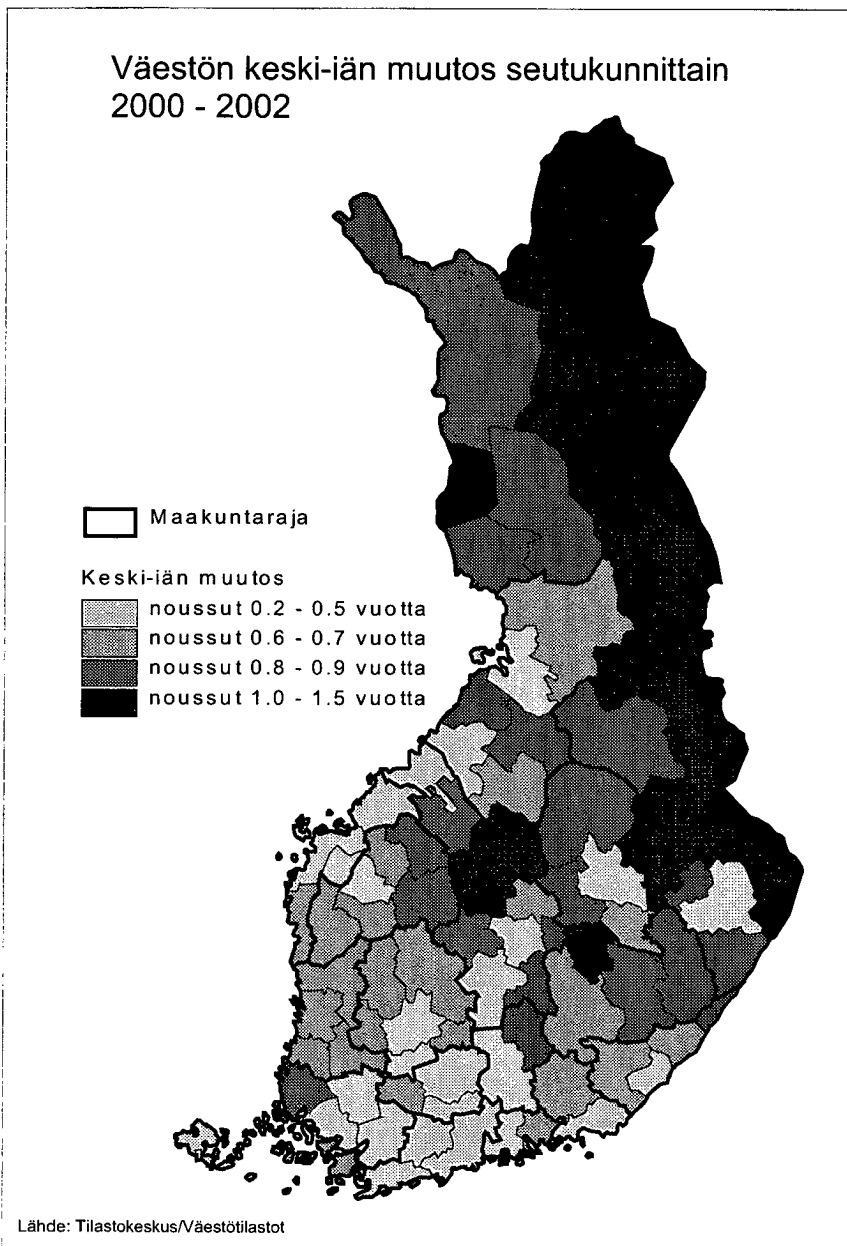 Väestön keski-iän muutos seutukunnittain
2000 - 2002
Maakuntaraja
Keski-iän muutos
noussut 0.2 - 0.5 vuotta
noussut 0.6 - 0.7 vuotta
noussut 0.8 - 0.9 vuotta
noussut 1.0 - 1.5 vuotta
Lähde: Tilastokeskus/Väestötilastot